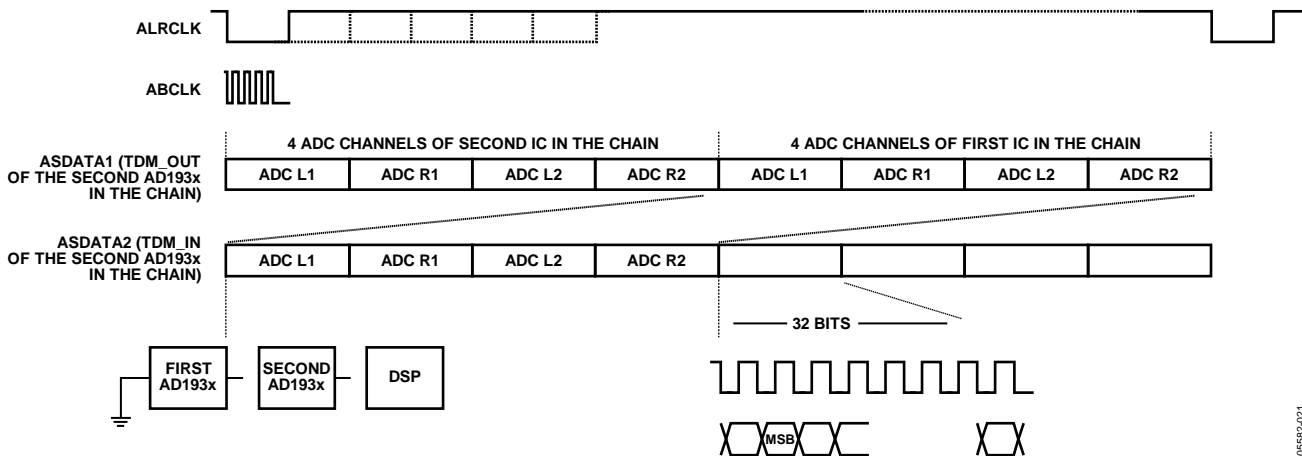 ALRCLK
ABCLK
4 ADC CHANNELS OF SECOND IC IN THE CHAIN
4 ADC CHANNELS OF FIRST IC IN THE CHAIN
ASDATA1 (TDM_OUT
OF THE SECOND AD193x
IN THE CHAIN)
ADC L1
ADC R1
ADC L2
ADC R2
ADC L1
ADC R1
ADC L2
ADC R2
ASDATA2 (TDM_IN
OF THE SECOND AD193x
IN THE CHAIN)
ADC L1
ADC R1
ADC L2
ADC R2
32 BITS
FIRST
AD193x
SECOND
AD193x
DSP
MSB
05582-021